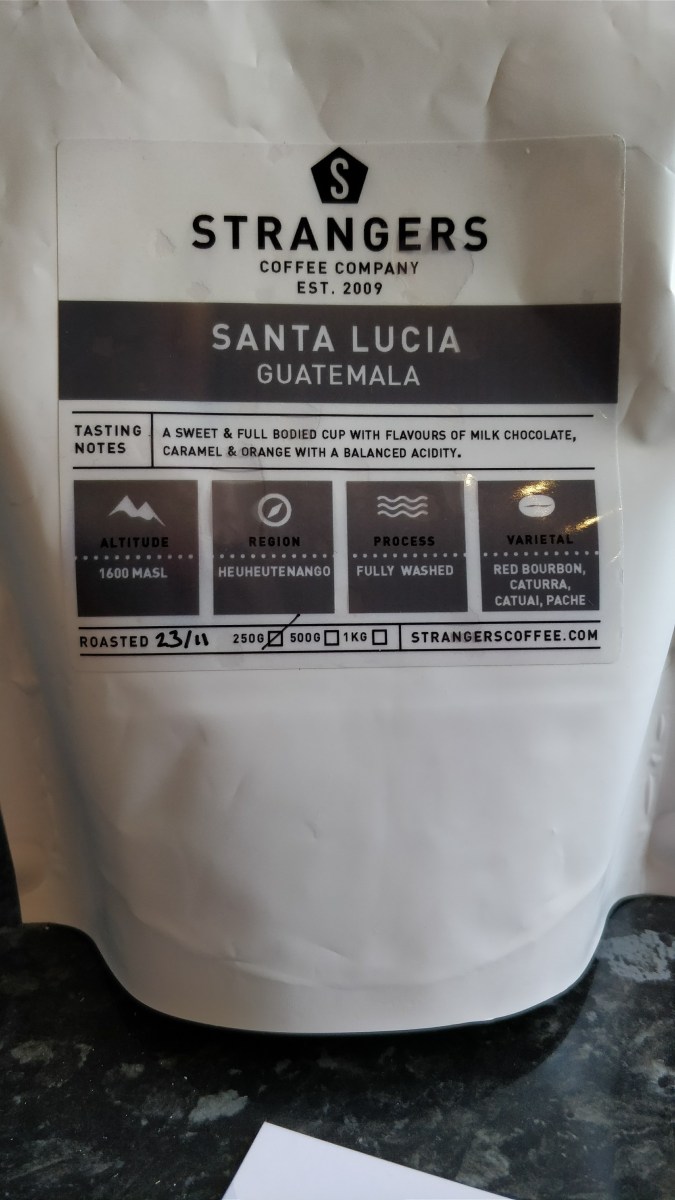 S
STRANGERS
COFFEE COMPANY
EST. 2009
SANTA LUCIA
GUATEMALA
TASTING NOTES
A SWEET & FULL BODIED CUP WITH FLAVOURS OF MILK CHOCOLATE,
CARAMEL & ORANGE WITH A BALANCED ACIDITY.
ALTITUDE
1600 MASL
REGION
HEUHEUTENANGO
PROCESS
FULLY WASHED
VARIETAL
RED BOURBON,
CATURRA,
CATUAI, PACHE
ROASTED 23/11 250G 500G 1KG STRANGERSCOFFEE.COM